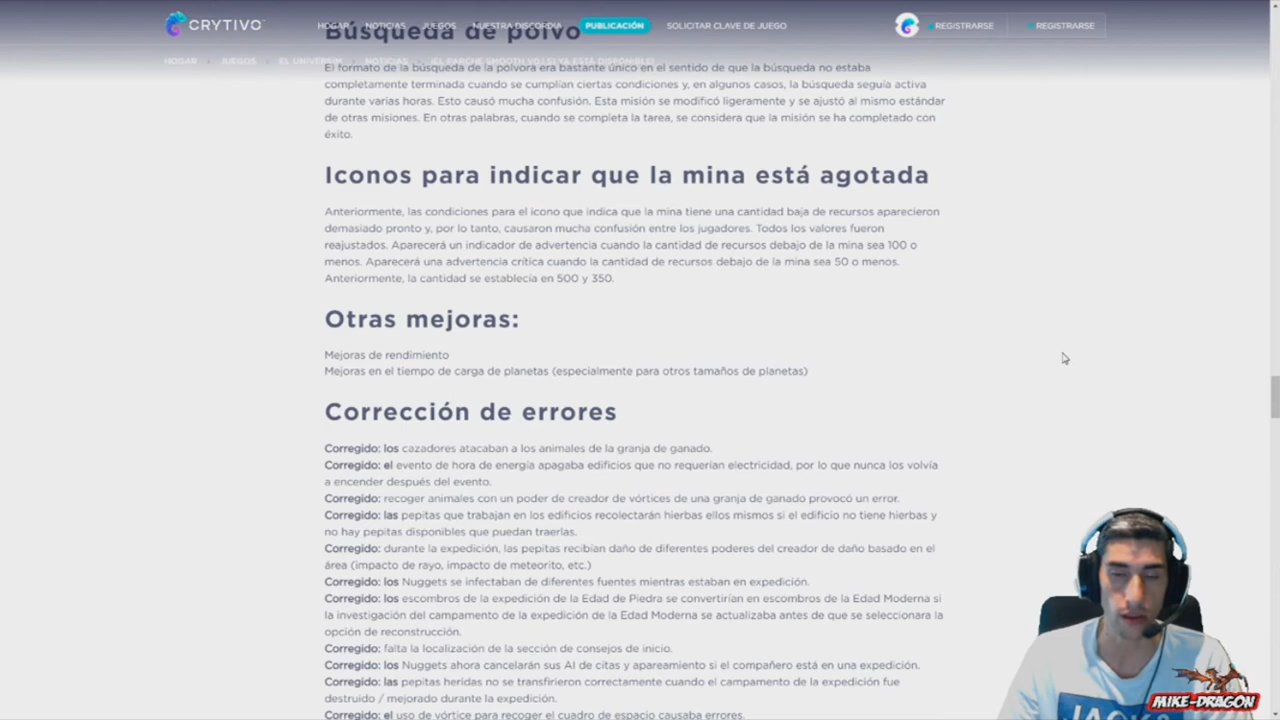 CRYTIVO
HOGAR NOTICIAS JUEGOS NUESTRA DISCORDIA PUBLICACIÓN SOLICITAR CLAVE DE JUEGO REGISTRARSE REGISTRARSE
Búsqueda de polvo
HOGAR JUEGOS EL UNIVERSIM NOTICIAS
El formato de la búsqueda de la pólvora era bastante único en el sentido de que la búsqueda no estaba
completamente terminada cuando se cumplían ciertas condiciones y, en algunos casos, la búsqueda seguía activa
durante varias horas. Esto causó mucha confusión. Esta misión se modificó ligeramente y se ajustó al mismo estándar
de otras misiones. En otras palabras, cuando se completa la tarea, se considera que la misión se ha completado con
éxito.
Iconos para indicar que la mina está agotada
Anteriormente, las condiciones para el icono que indica que la mina tiene una cantidad baja de recursos aparecieron
demasiado pronto y, por lo tanto, causaron mucha confusión entre los jugadores. Todos los valores fueron
reajustados. Aparecerá un indicador de advertencia cuando la cantidad de recursos debajo de la mina sea 100 o
menos. Aparecerá una advertencia crítica cuando la cantidad de recursos debajo de la mina sea 50 o menos.
Anteriormente, la cantidad se establecía en 500 y 350.
Otras mejoras:
Mejoras de rendimiento
Mejoras en el tiempo de carga de planetas (especialmente para otros tamaños de planetas)
Corrección de errores
Corregido: los cazadores atacaban a los animales de la granja de ganado.
Corregido: el evento de hora de energía apagaba edificios que no requerían electricidad, por lo que nunca los volvía
a encender después del evento.
Corregido: recoger animales con un poder de creador de vórtices de una granja de ganado provocó un error.
Corregido: las pepitas que trabajan en los edificios recolectarán hierbas ellos mismos si el edificio no tiene hierbas y
no hay pepitas disponibles que puedan traerlas.
Corregido: durante la expedición, las pepitas recibían daño de diferentes poderes del creador de daño basado en el
área (impacto de rayo, impacto de meteorito, etc.)
Corregido: los Nuggets se infectaban de diferentes fuentes mientras estaban en expedición.
Corregido: los escombros de la expedición de la Edad de Piedra se convertirían en escombros de la Edad Moderna si
la investigación del campamento de la expedición de la Edad Moderna se actualizaba antes de que se seleccionara la
opción de reconstrucción.
Corregido: falta la localización de la sección de consejos de inicio.
Corregido: los Nuggets ahora cancelarán sus AI de citas y apareamiento si el compañero está en una expedición.
Corregido: las pepitas heridas no se transfirieron correctamente cuando el campamento de la expedición fue
destruido / mejorado durante la expedición.
Corregido: el uso de vórtice para recoger el cuadro de espacio causaba errores.
MIKE-DRAGON